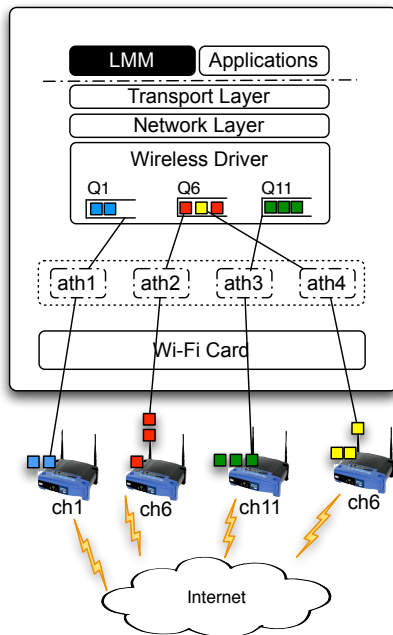 LMM Applications
Transport Layer
Network Layer
Wireless Driver
Q1 Q6 Q11
ath1 ath2 ath3 ath4
Wi-Fi Card
ch1 ch6 ch11 ch6
Internet